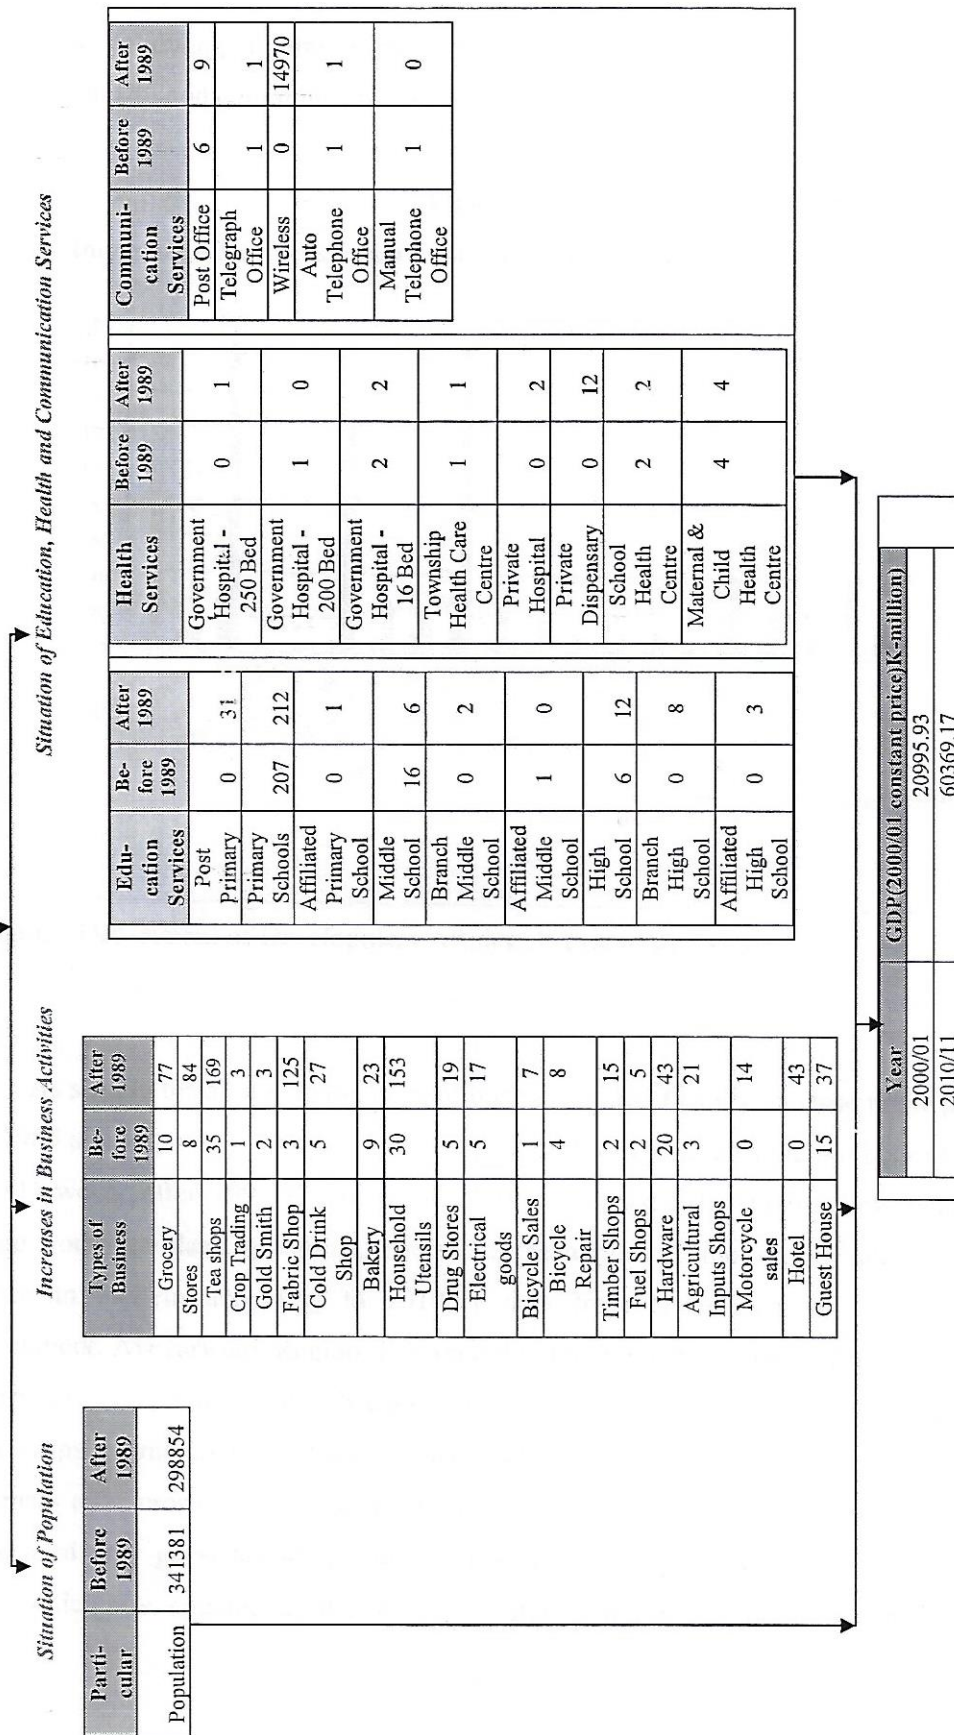 Situation of Population
Parti-
cular
Before
1989
After
1989
Population 341381 298854
Increases in Business Activities
Types of
Business
Be-
fore
1989
After
1989
Grocery 10 77
Stores 8 84
Tea shops 35 169
Crop Trading 1 3
Gold Smith 2 3
Fabric Shop 3 125
Cold Drink 5 27
Shop
Bakery 9 23
Household 30 153
Utensils
Drug Stores 5 19
Electrical 5 17
goods
Bicycle Sales 1 7
Bicycle 4 8
Repair
Timber Shops 2 15
Fuel Shops 2 5
Hardware 20 43
Agricultural 3 21
Inputs Shops
Motorcycle 0 14
sales
Hotel 0 43
Guest House 15 37
Situation of Education, Health and Communication Services
Edu-
cation
Services
Be-
fore
1989
After
1989
Post
Primary 0 31
Primary
Schools 207 212
Affiliated
Primary 0 1
School
Middle
School 16 6
Branch
Middle 0 2
School
Affiliated
Middle 1 0
School
High
School 6 12
Branch
High 0 8
School
Affiliated
High 0 3
School
Health
Services
Before
1989
After
1989
Government
Hospital - 0 1
250 Bed
Government
Hospital - 1 0
200 Bed
Government
Hospital - 2 2
16 Bed
Township
Health Care 1 1
Centre
Private
Hospital 0 2
Private
Dispensary 0 12
School
Health 2 2
Centre
Maternal &
Child 4 4
Health
Centre
Communi-
cation
Services
Before
1989
After
1989
Post Office 6 9
Telegraph
Office 1 1
Wireless 0 14970
Auto
Telephone 1 1
Office
Manual
Telephone 1 0
Office
Year GDP(2000/01 constant price)K-million)
2000/01 20995.93
2010/11 60369.17